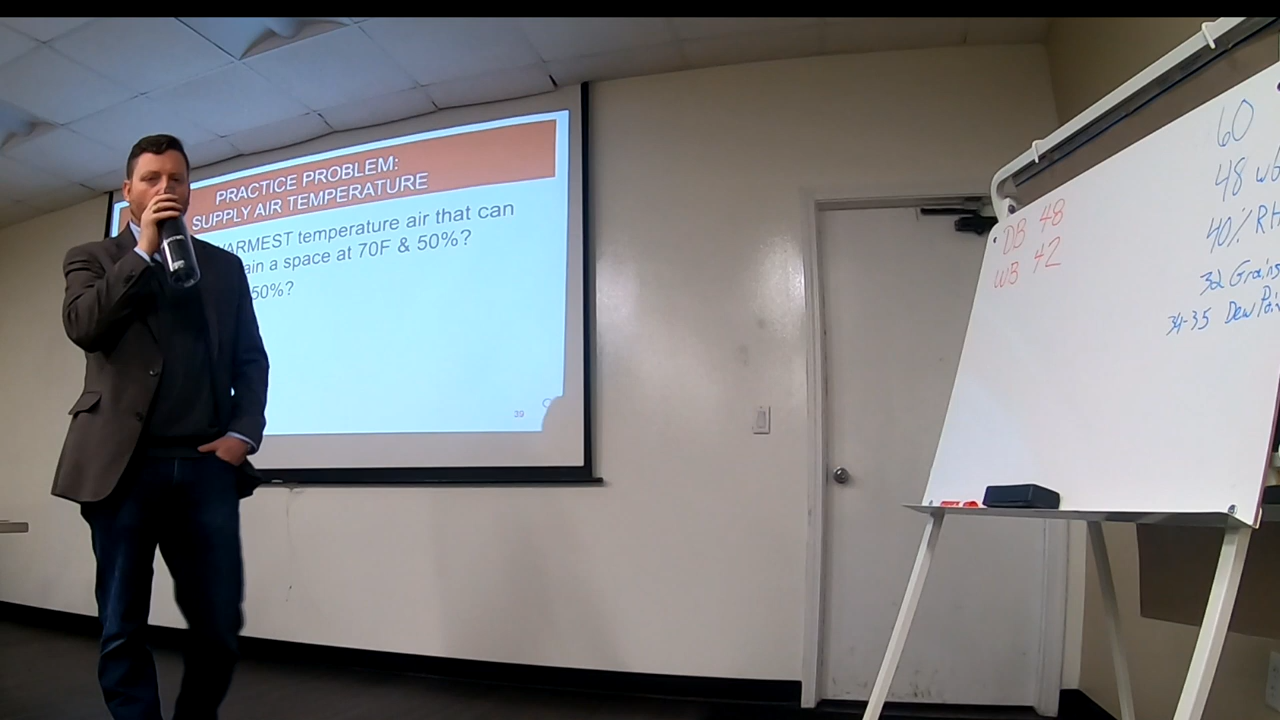 PRACTICE PROBLEM:
SUPPLY AIR TEMPERATURE
WARMEST temperature air that can
ain a space at 70F & 50%?
50%?
39
DB 48
WB 42
60
48 wb
40% RH
32 Grains
34-35 Dew Poi